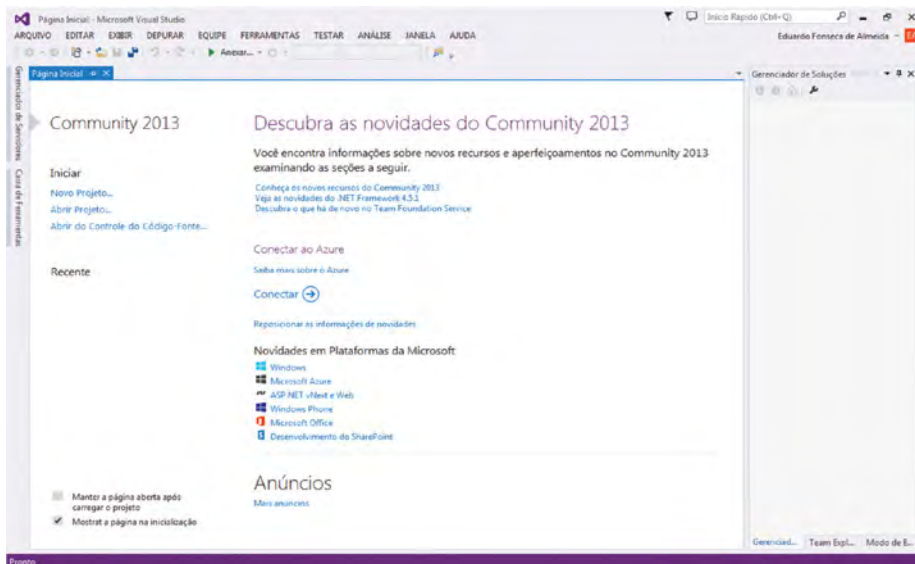 Página Inicial - Microsoft Visual Studio
Início Rápido (Ctrl+Q)
ARQUIVO EDITAR EXIBIR DEPURAR EQUIPE FERRAMENTAS TESTAR ANÁLISE JANELA AJUDA
Eduardo Fonseca de Almeida
Anexar...
Gerenciador de Servidores
Caixa de Ferramentas
Página Inicial
Gerenciador de Soluções
Community 2013
Iniciar
Novo Projeto...
Abrir Projeto...
Abrir do Controle do Código-Fonte...
Recente
Manter a página aberta após
carregar o projeto
Mostrat a página na inicialização
Descubra as novidades do Community 2013
Você encontra informações sobre novos recursos e aperfeiçoamentos no Community 2013
examinando as seções a seguir.
Conheça os novos recursos do Community 2013
Veja as novidades do .NET Framework 4.5.1
Descubra o que há de novo no Team Foundation Service
Conectar ao Azure
Saiba mais sobre o Azure
Conectar
Reposicionar as informações de novidades
Novidades em Plataformas da Microsoft
Windows
Microsoft Azure
ASP.NET vNext e Web
Windows Phone
Microsoft Office
Desenvolvimento do SharePoint
Anúncios
Mais anúncios
Gerenciad... Team Expl... Modo de E...
Pronto